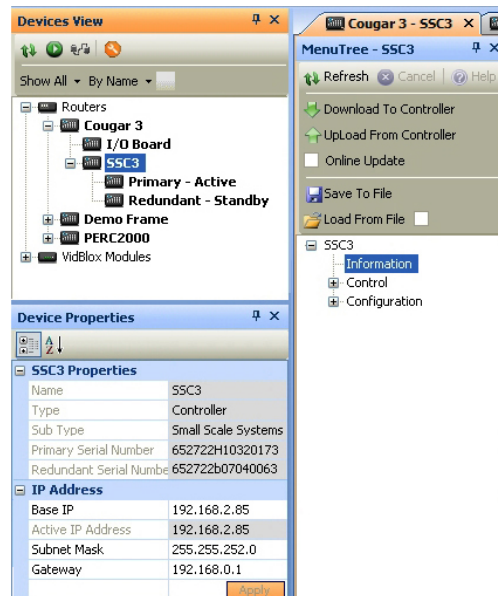 Devices View
Show All By Name
Routers
Cougar 3
I/O Board
SSC3
Primary - Active
Redundant - Standby
Demo Frame
PERC2000
VidBlox Modules
Device Properties
SSC3 Properties
Name SSC3
Type Controller
Sub Type Small Scale Systems
Primary Serial Number 652722H10320173
Redundant Serial Numbe 652722b07040063
IP Address
Base IP 192.168.2.85
Active IP Address 192.168.2.85
Subnet Mask 255.255.252.0
Gateway 192.168.0.1
Apply
Cougar 3 - SSC3
MenuTree - SSC3
Refresh Cancel Help
Download To Controller
UpLoad From Controller
Online Update
Save To File
Load From File
SSC3
Information
Control
Configuration